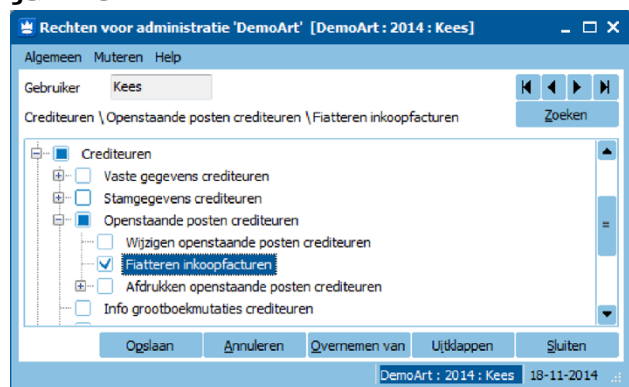 Rechten voor administratie 'DemoArt' [DemoArt : 2014 : Kees]
Algemeen Muteren Help
Gebruiker Kees
Crediteuren \ Openstaande posten crediteuren \ Fiatteren inkoopfacturen Zoeken
Crediteuren
Vaste gegevens crediteuren
Stamgegevens crediteuren
Openstaande posten crediteuren
Wijzigen openstaande posten crediteuren
Fiatteren inkoopfacturen
Afdrukken openstaande posten crediteuren
Info grootboekmutaties crediteuren
Opslaan Annuleren Overnemen van Uitklappen Sluiten
DemoArt : 2014 : Kees 18-11-2014